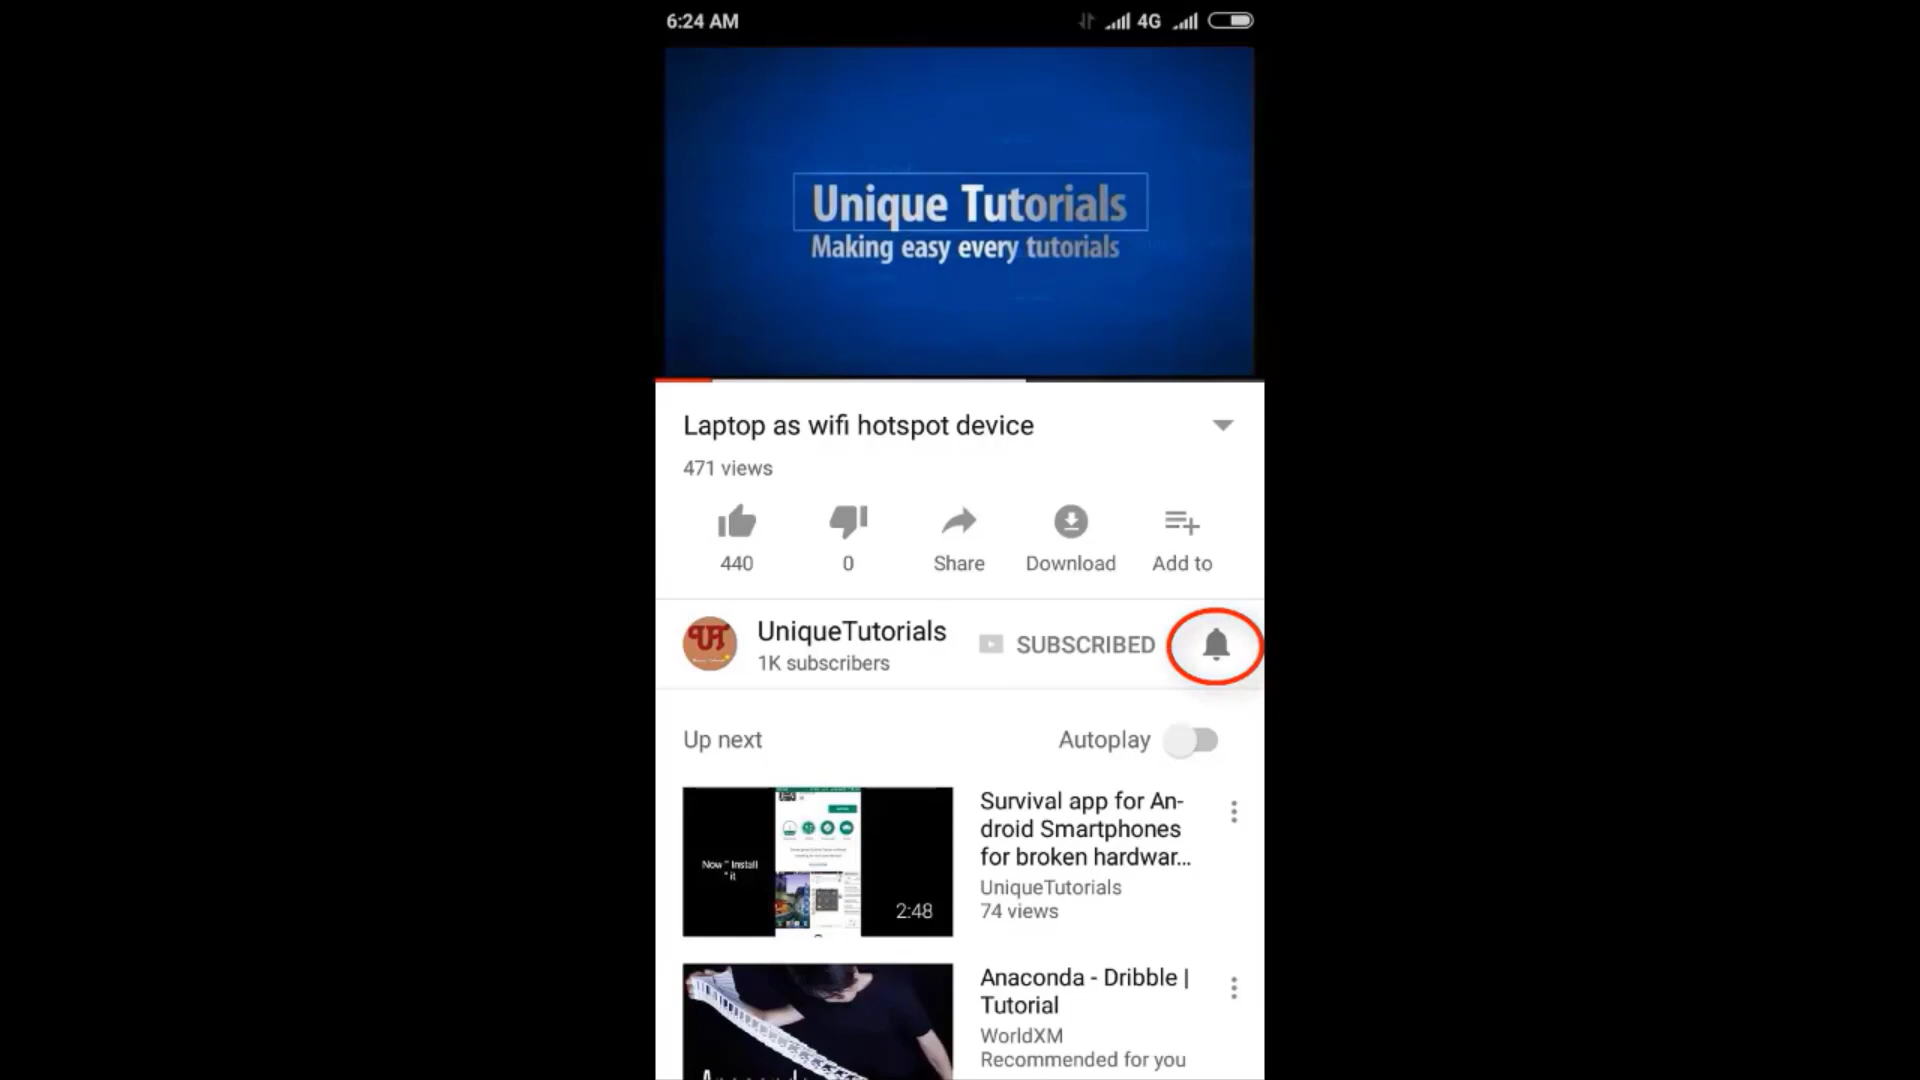 6:24 AM
4G
Unique Tutorials
Making easy every tutorials
Laptop as wifi hotspot device
471 views
440
0
Share
Download
Add to
UniqueTutorials
1K subscribers
SUBSCRIBED
Up next
Autoplay
Now " Install
" it
2:48
Survival app for An-
droid Smartphones
for broken hardwar...
UniqueTutorials
74 views
Anaconda - Dribble |
Tutorial
WorldXM
Recommended for you